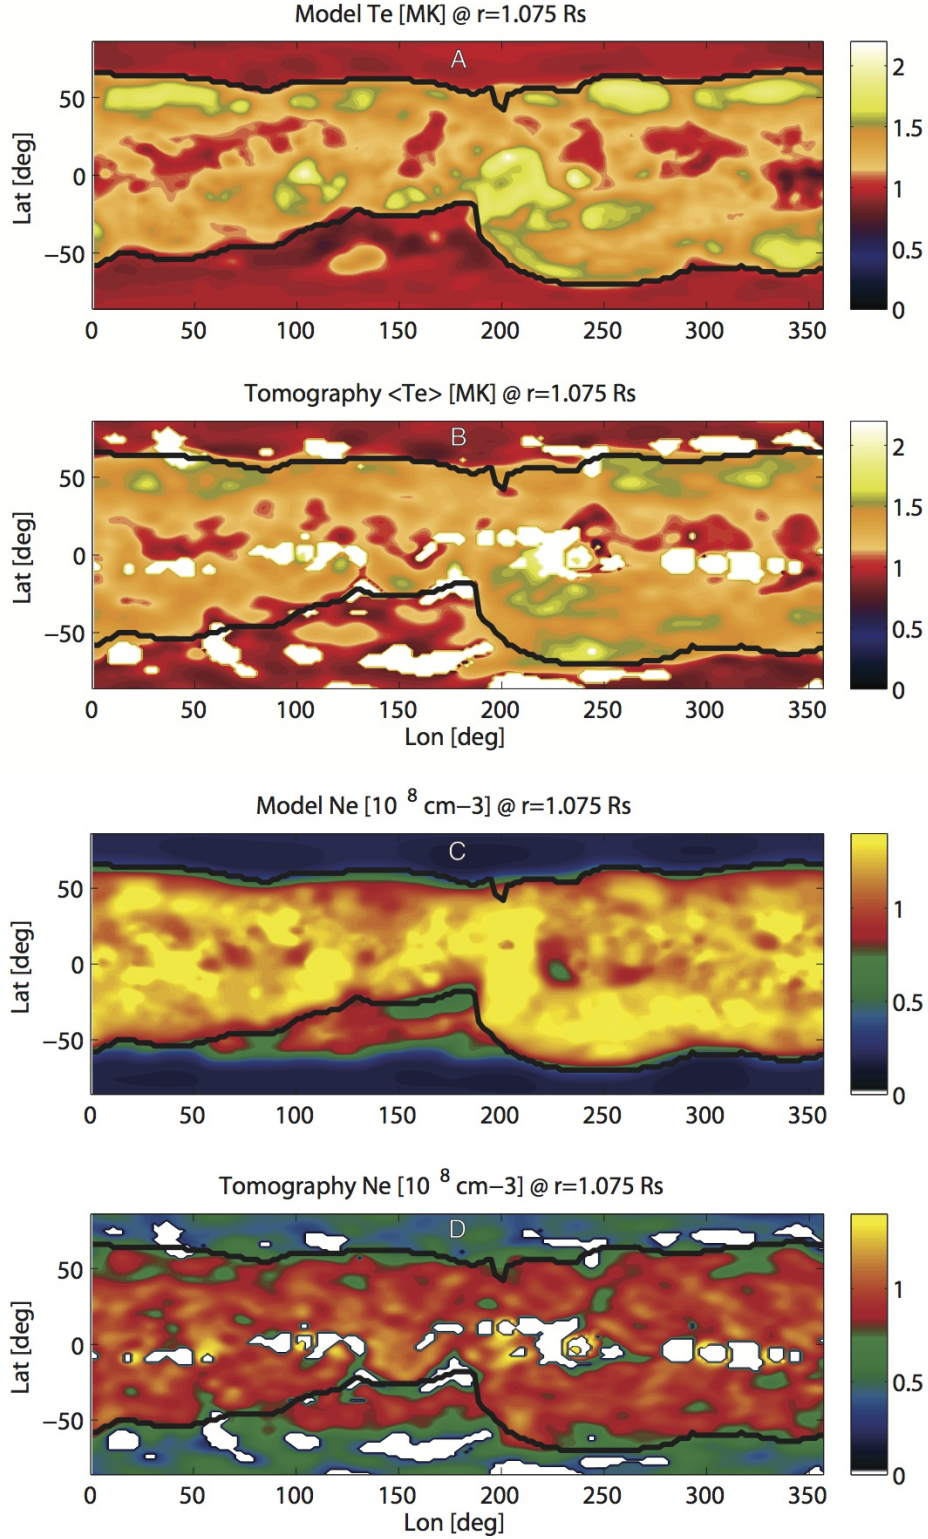 Model Te [MK] @ r=1.075 Rs
A
Lat [deg]
50
0
−50
0 50 100 150 200 250 300 350
2
1.5
1
0.5
0
Tomography <Te> [MK] @ r=1.075 Rs
B
Lat [deg]
50
0
−50
0 50 100 150 200 250 300 350
Lon [deg]
2
1.5
1
0.5
0
Model Ne [10 8 cm−3] @ r=1.075 Rs
C
Lat [deg]
50
0
−50
0 50 100 150 200 250 300 350
1
0.5
0
Tomography Ne [10 8 cm−3] @ r=1.075 Rs
D
Lat [deg]
50
0
−50
0 50 100 150 200 250 300 350
Lon [deg]
1
0.5
0